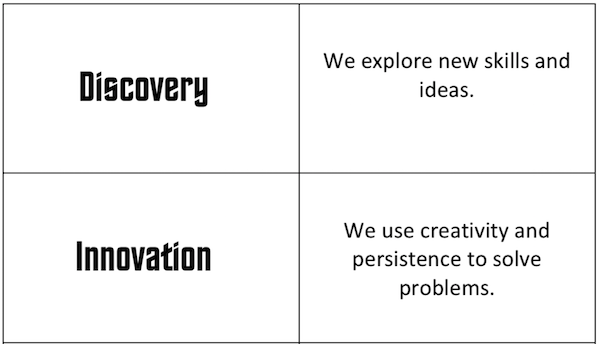 Discovery
We explore new skills and
ideas.
Innovation
We use creativity and
persistence to solve
problems.